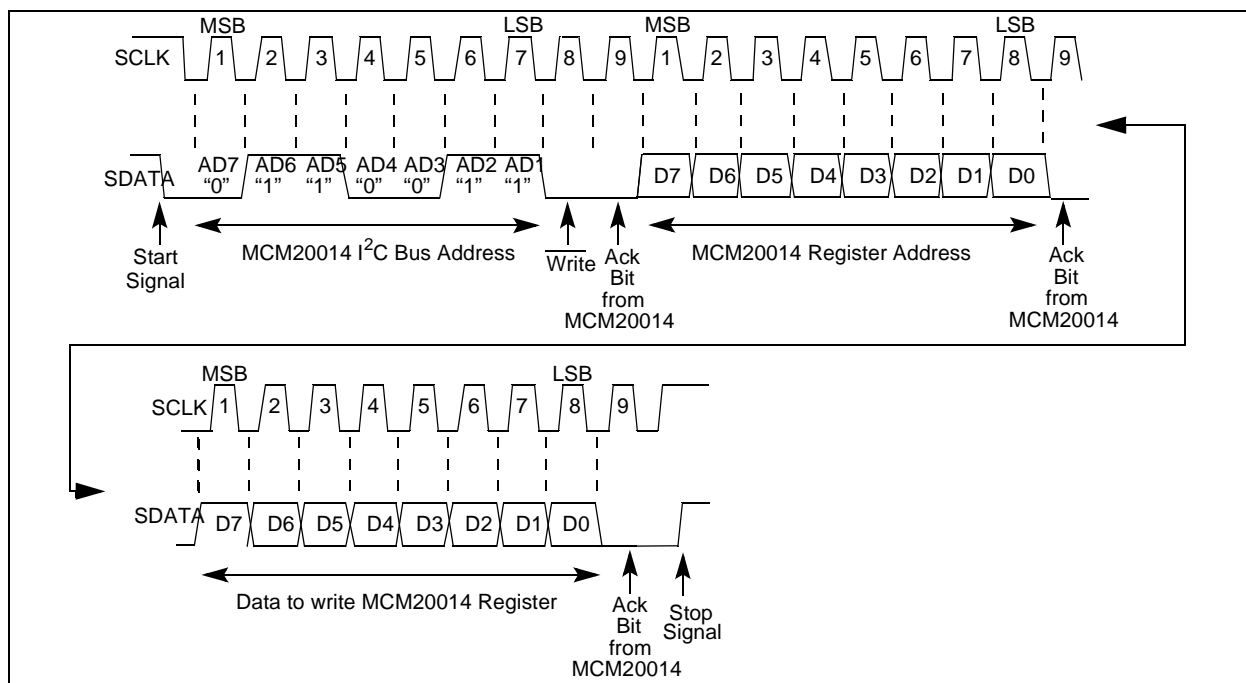 MSB LSB MSB LSB
SCLK 1 2 3 4 5 6 7 8 9 1 2 3 4 5 6 7 8 9
AD7 AD6 AD5 AD4 AD3 AD2 AD1
SDATA “0” “1” “1” “0” “0” “1” “1” D7 D6 D5 D4 D3 D2 D1 D0
Start
Signal
MCM20014 I²C Bus Address
Write
Ack
Bit
from
MCM20014
MCM20014 Register Address
Ack
Bit
from
MCM20014
MSB LSB
SCLK 1 2 3 4 5 6 7 8 9
SDATA D7 D6 D5 D4 D3 D2 D1 D0
Data to write MCM20014 Register
Ack
Bit
from
MCM20014
Stop
Signal